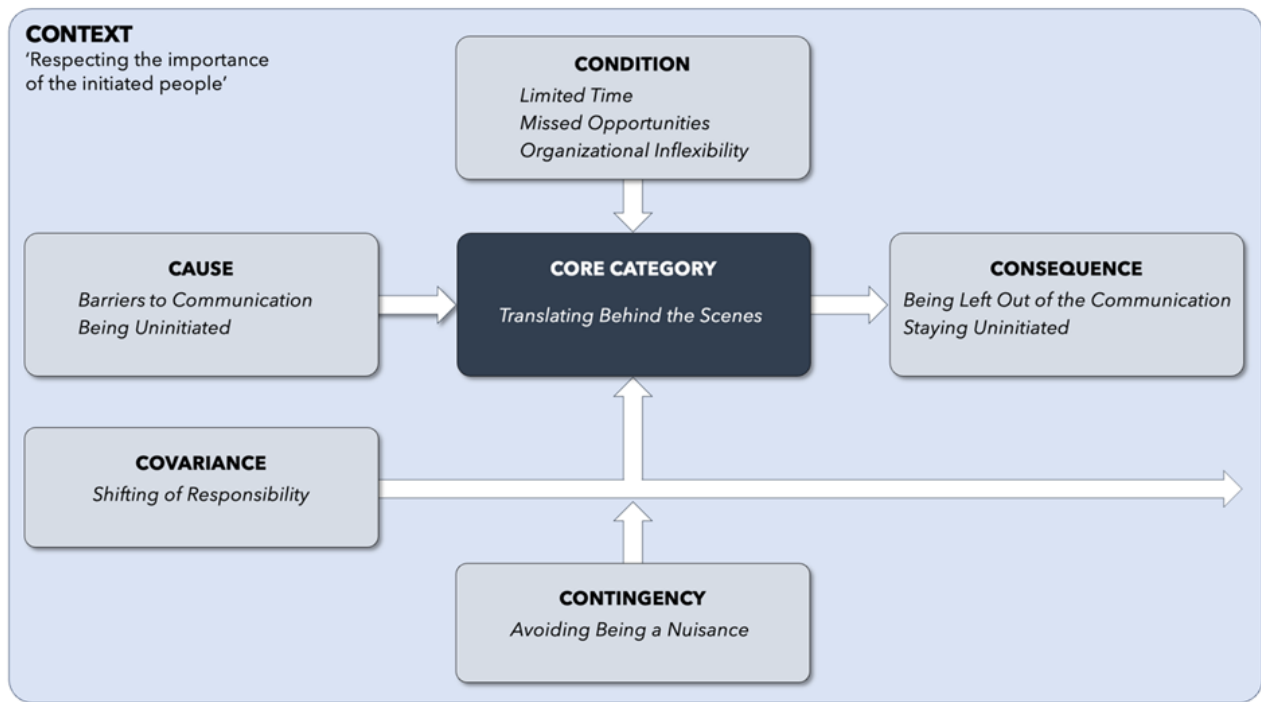 CONTEXT
‘Respecting the importance
of the initiated people’
CONDITION
Limited Time
Missed Opportunities
Organizational Inflexibility
CAUSE
Barriers to Communication
Being Uninitiated
CORE CATEGORY
Translating Behind the Scenes
CONSEQUENCE
Being Left Out of the Communication
Staying Uninitiated
COVARIANCE
Shifting of Responsibility
CONTINGENCY
Avoiding Being a Nuisance